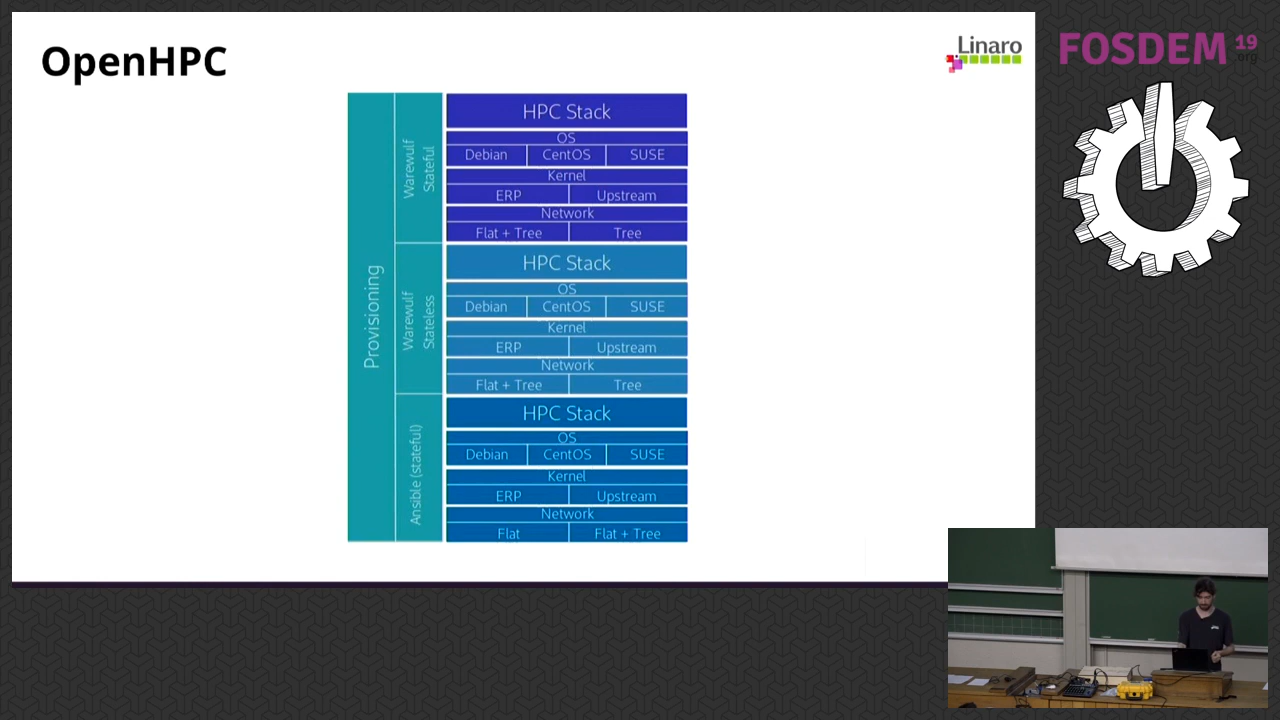 OpenHPC
Linaro
FOSDEM 19
.org
Provisioning
Warewulf
Stateful
HPC Stack
OS
Debian CentOS SUSE
Kernel
ERP Upstream
Network
Flat + Tree Tree
Warewulf
Stateless
HPC Stack
OS
Debian CentOS SUSE
Kernel
ERP Upstream
Network
Flat + Tree Tree
Ansible (stateful)
HPC Stack
OS
Debian CentOS SUSE
Kernel
ERP Upstream
Network
Flat Flat + Tree